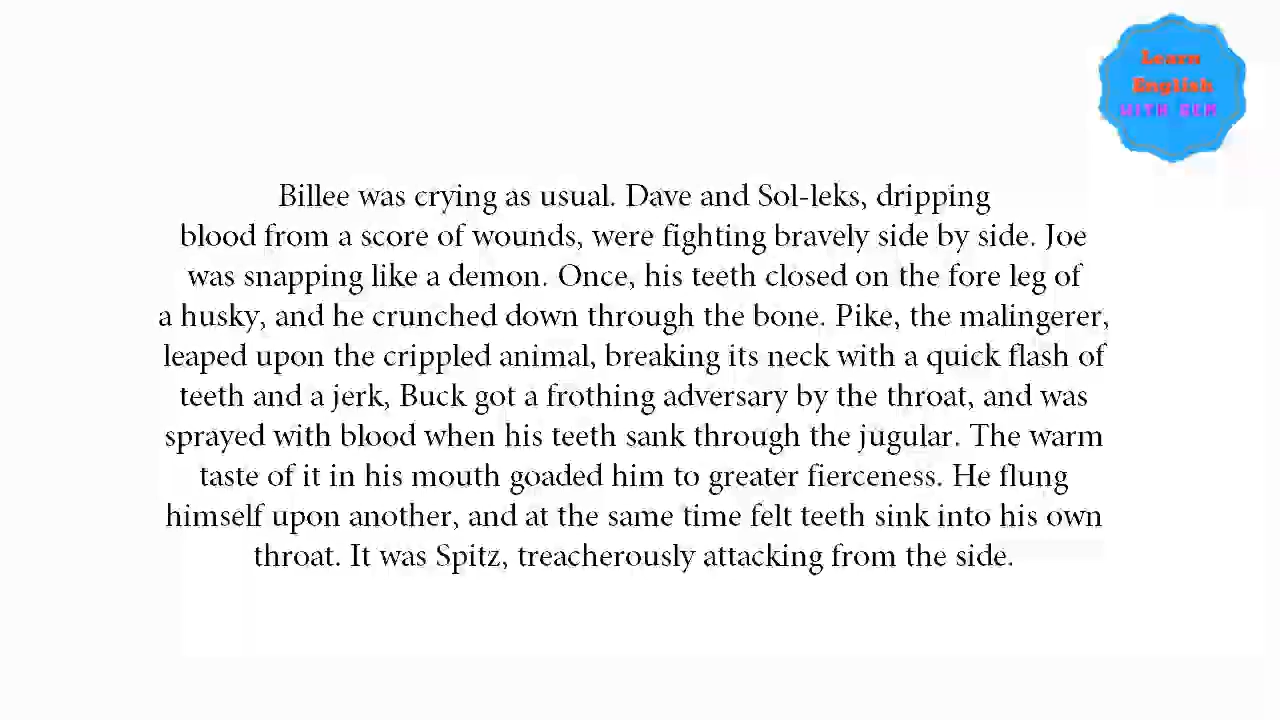 Learn
English
WITH GEM
Billee was crying as usual. Dave and Sol-leks, dripping
blood from a score of wounds, were fighting bravely side by side. Joe
was snapping like a demon. Once, his teeth closed on the fore leg of
a husky, and he crunched down through the bone. Pike, the malingerer,
leaped upon the crippled animal, breaking its neck with a quick flash of
teeth and a jerk, Buck got a frothing adversary by the throat, and was
sprayed with blood when his teeth sank through the jugular. The warm
taste of it in his mouth goaded him to greater fierceness. He flung
himself upon another, and at the same time felt teeth sink into his own
throat. It was Spitz, treacherously attacking from the side.